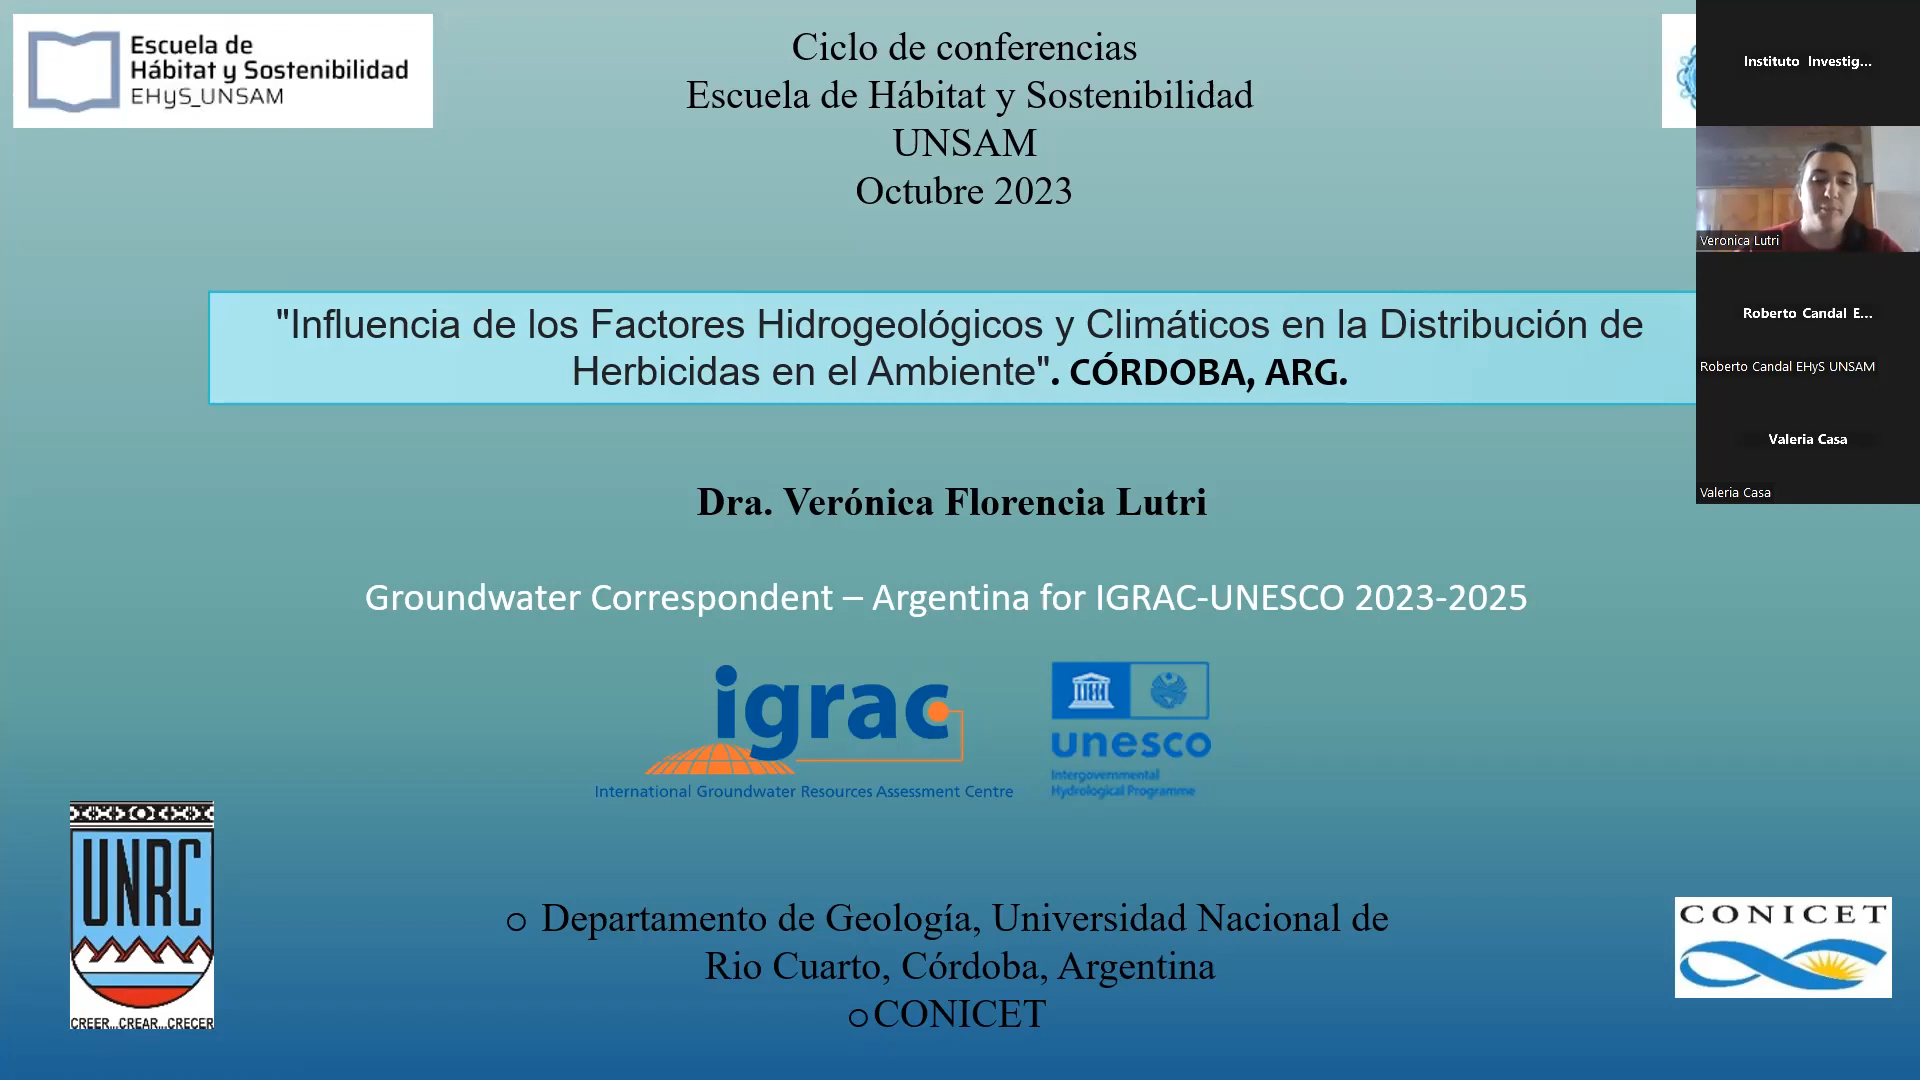 Escuela de
Hábitat y Sostenibilidad
EHyS_UNSAM
Ciclo de conferencias
Escuela de Hábitat y Sostenibilidad
UNSAM
Octubre 2023
"Influencia de los Factores Hidrogeológicos y Climáticos en la Distribución de
Herbicidas en el Ambiente". CÓRDOBA, ARG.
Dra. Verónica Florencia Lutri
Groundwater Correspondent – Argentina for IGRAC-UNESCO 2023-2025
igrac
International Groundwater Resources Assessment Centre
unesco
Intergovernmental
Hydrological Programme
UNRC
CREER...CREAR...CRECER
o Departamento de Geología, Universidad Nacional de
Rio Cuarto, Córdoba, Argentina
oCONICET
CONICET
Instituto Investig...
Veronica Lutri
Roberto Candal E...
Roberto Candal EHyS UNSAM
Valeria Casa
Valeria Casa